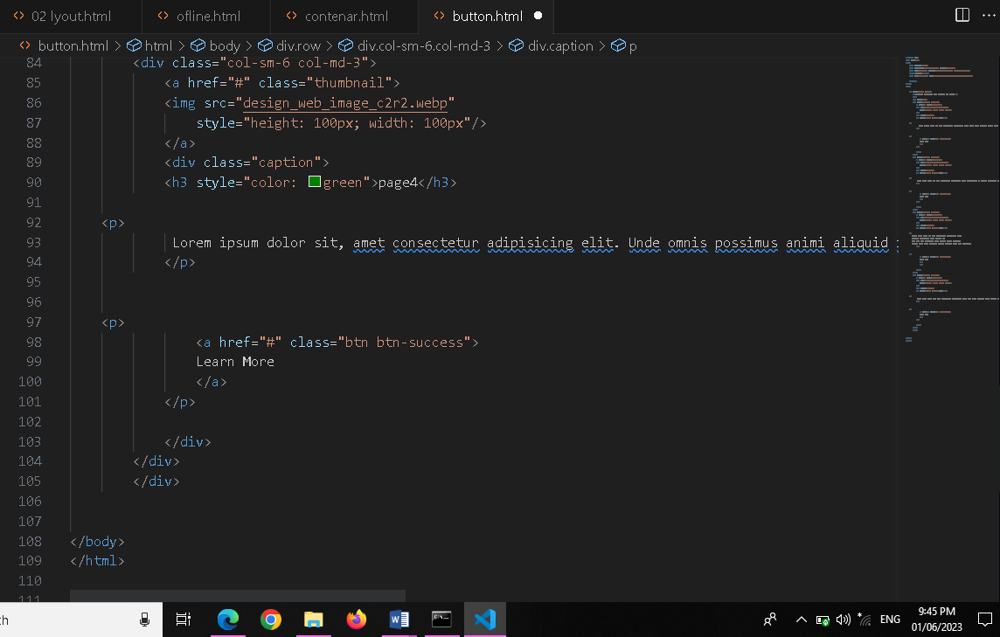 02 lyout.html
ofline.html
contenar.html
button.html
button.html > html > body > div.row > div.col-sm-6.col-md-3 > div.caption > p
84 <div class="col-sm-6 col-md-3">
85 <a href="#" class="thumbnail">
86 <img src="design_web_image_c2r2.webp"
87 style="height: 100px; width: 100px"/>
88 </a>
89 <div class="caption">
90 <h3 style="color: green">page4</h3>
91
92 <p>
93 Lorem ipsum dolor sit, amet consectetur adipisicing elit. Unde omnis possimus animi aliquid
94 </p>
95
96
97 <p>
98 <a href="#" class="btn btn-success">
99 Learn More
100 </a>
101 </p>
102
103 </div>
104 </div>
105 </div>
106
107
108 </body>
109 </html>
110
111
th
ENG
9:45 PM
01/06/2023